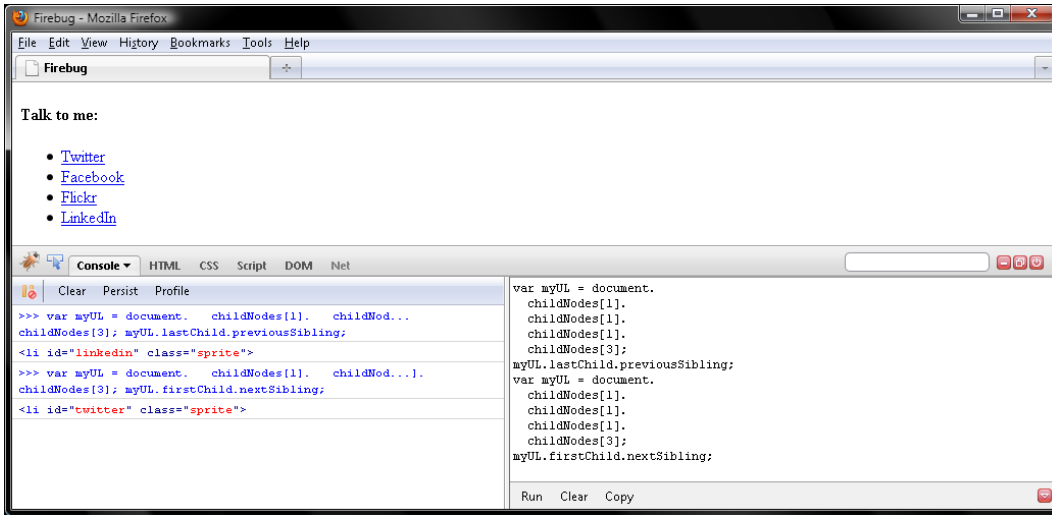 Firebug - Mozilla Firefox
File Edit View History Bookmarks Tools Help
Firebug
Talk to me:
Twitter
Facebook
Flickr
LinkedIn
Console HTML CSS Script DOM Net
Clear Persist Profile
>>> var myUL = document. childNodes[1]. childNod...
childNodes[3]; myUL.lastChild.previousSibling;
<li id="linkedin" class="sprite">
>>> var myUL = document. childNodes[1]. childNod...].
childNodes[3]; myUL.firstChild.nextSibling;
<li id="twitter" class="sprite">
var myUL = document.
childNodes[1].
childNodes[1].
childNodes[1].
childNodes[3];
myUL.lastChild.previousSibling;
var myUL = document.
childNodes[1].
childNodes[1].
childNodes[1].
childNodes[3];
myUL.firstChild.nextSibling;
Run Clear Copy